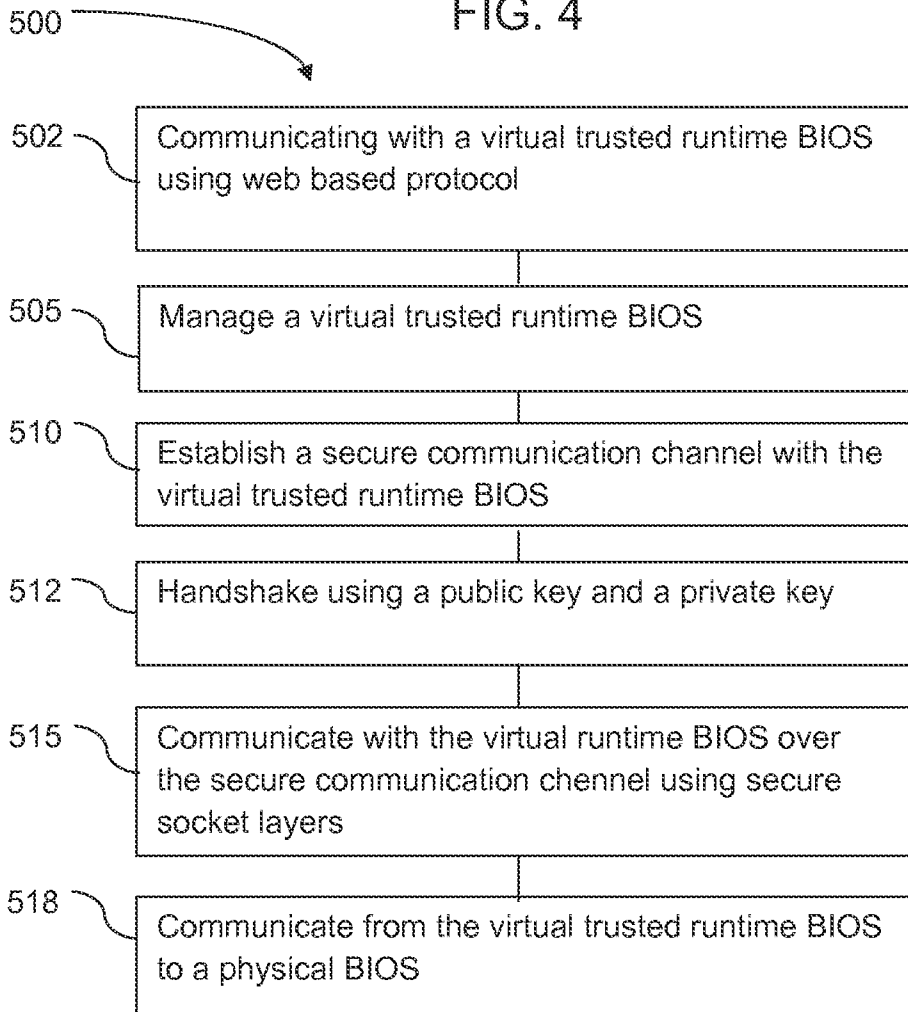 FIG. 4
500
502
Communicating with a virtual trusted runtime BIOS
using web based protocol
505
Manage a virtual trusted runtime BIOS
510
Establish a secure communication channel with the
virtual trusted runtime BIOS
512
Handshake using a public key and a private key
515
Communicate with the virtual runtime BIOS over
the secure communication chennel using secure
socket layers
518
Communicate from the virtual trusted runtime BIOS
to a physical BIOS